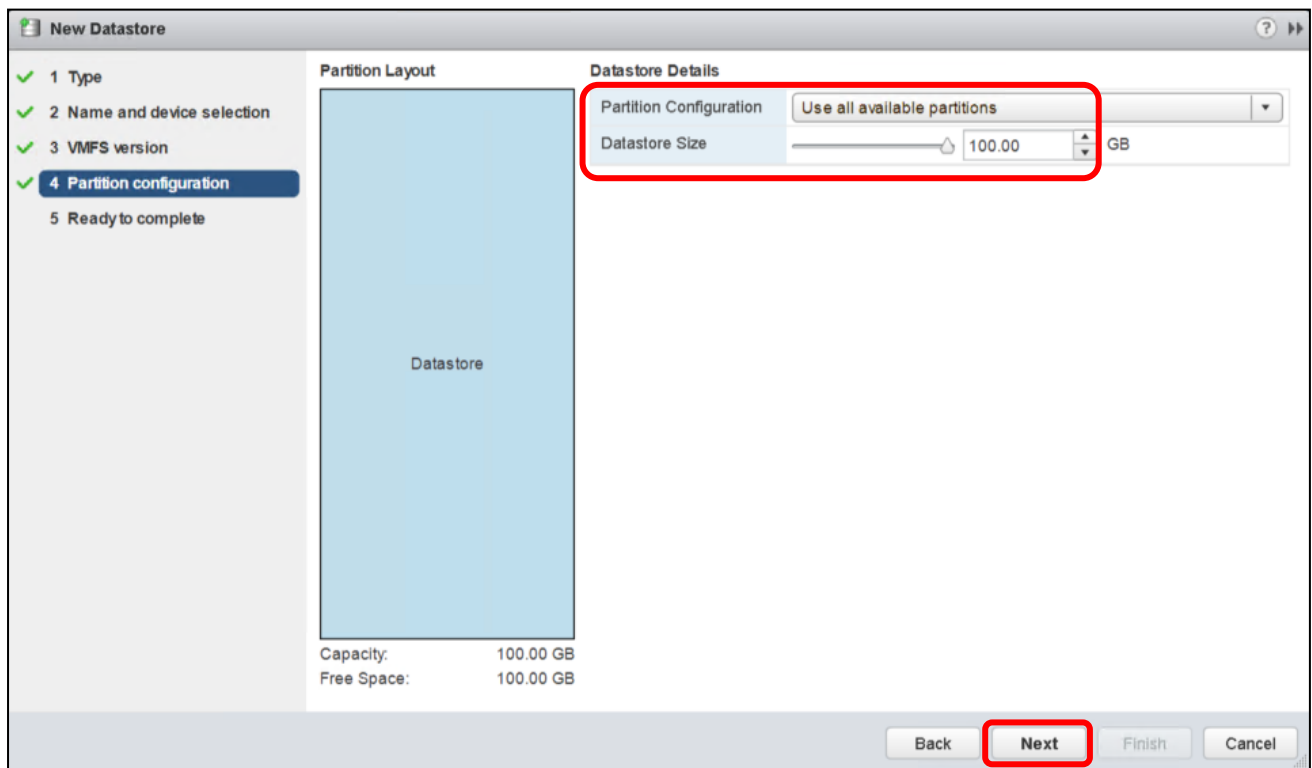 New Datastore
?
1 Type
2 Name and device selection
3 VMFS version
4 Partition configuration
5 Ready to complete
Partition Layout
Datastore
Capacity: 100.00 GB
Free Space: 100.00 GB
Datastore Details
Partition Configuration Use all available partitions
Datastore Size 100.00 GB
Back Next Finish Cancel